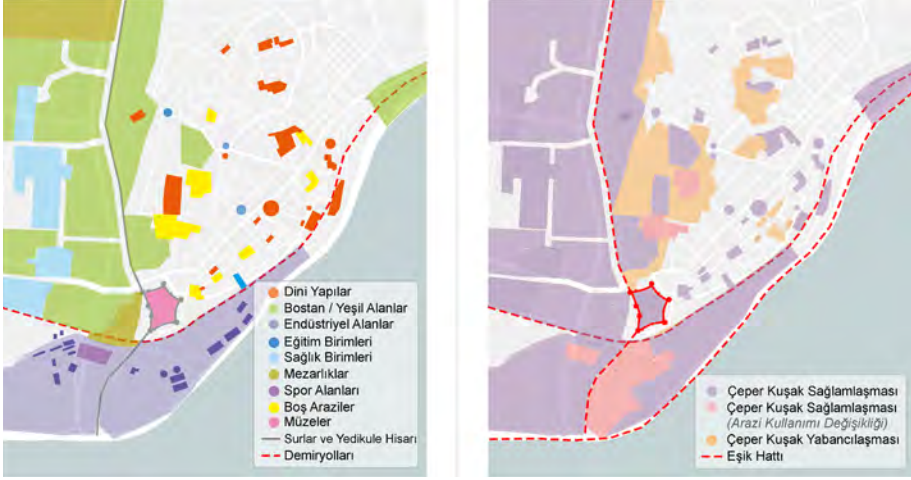 Dini Yapılar
Bostan / Yeşil Alanlar
Endüstriyel Alanlar
Eğitim Birimleri
Sağlık Birimleri
Mezarlıklar
Spor Alanları
Boş Araziler
Müzeler
Surlar ve Yedikule Hisarı
Demiryolları
Çeper Kuşak Sağlamlaşması
Çeper Kuşak Sağlamlaşması
(Arazi Kullanımı Değişikliği)
Çeper Kuşak Yabancılaşması
Eşik Hattı